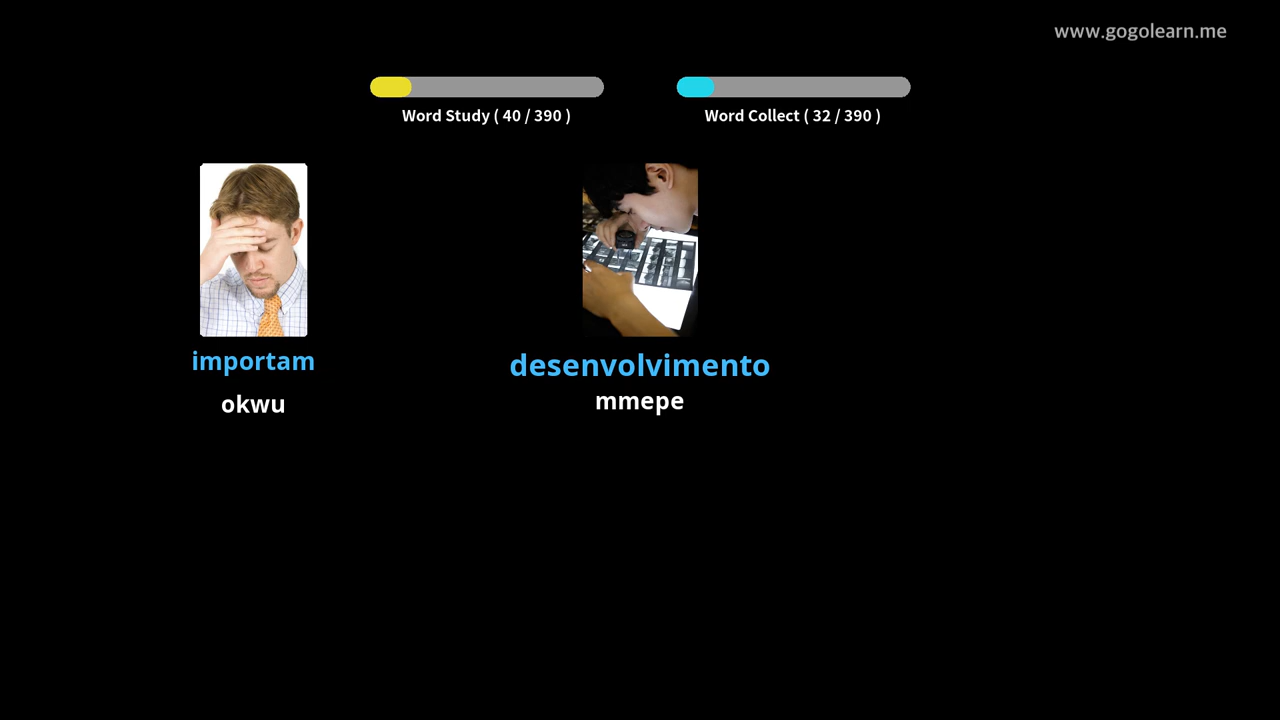 www.gogolearn.me
Word Study ( 40 / 390 )
Word Collect ( 32 / 390 )
importam
okwu
desenvolvimento
mmepe